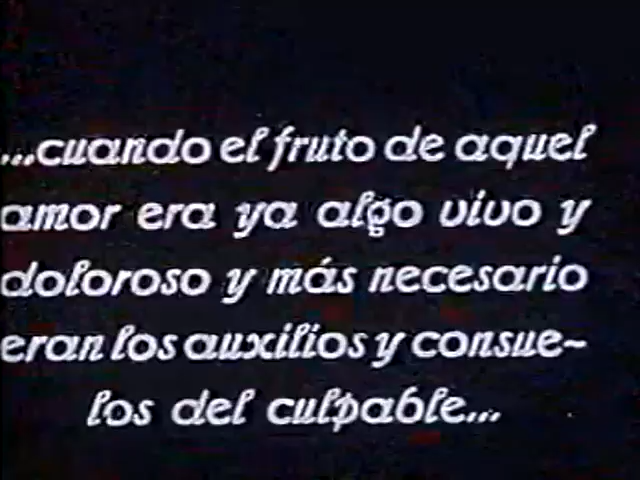 ...cuando el fruto de aquel
amor era ya algo vivo y
doloroso y más necesario
eran los auxilios y consue~
los del culpable...